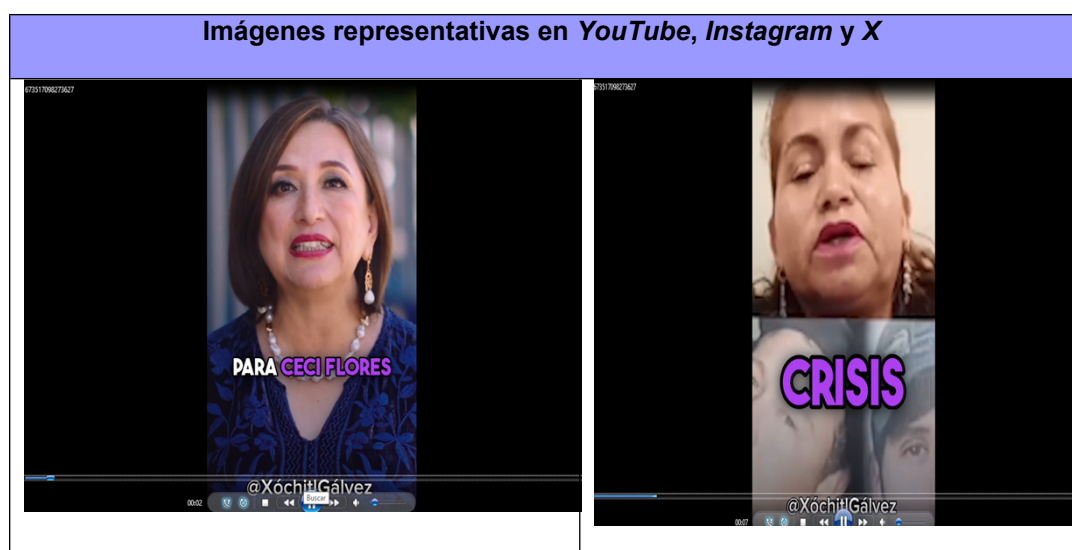 Imágenes representativas en YouTube, Instagram y X
673517098273627
PARA CECI FLORES
@XóchitlGálvez
00:02
Buscar
673517098273627
CRISIS
@XóchitlGálvez
00:07